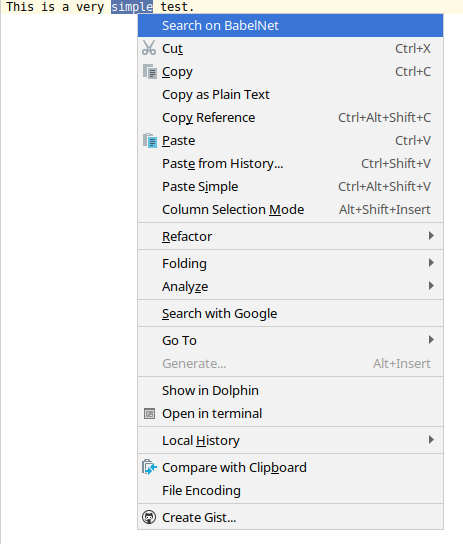 This is a very simple test.
Search on BabelNet
Cut Ctrl+X
Copy Ctrl+C
Copy as Plain Text
Copy Reference Ctrl+Alt+Shift+C
Paste Ctrl+V
Paste from History... Ctrl+Shift+V
Paste Simple Ctrl+Alt+Shift+V
Column Selection Mode Alt+Shift+Insert
Refactor
Folding
Analyze
Search with Google
Go To
Generate... Alt+Insert
Show in Dolphin
Open in terminal
Local History
Compare with Clipboard
File Encoding
Create Gist...